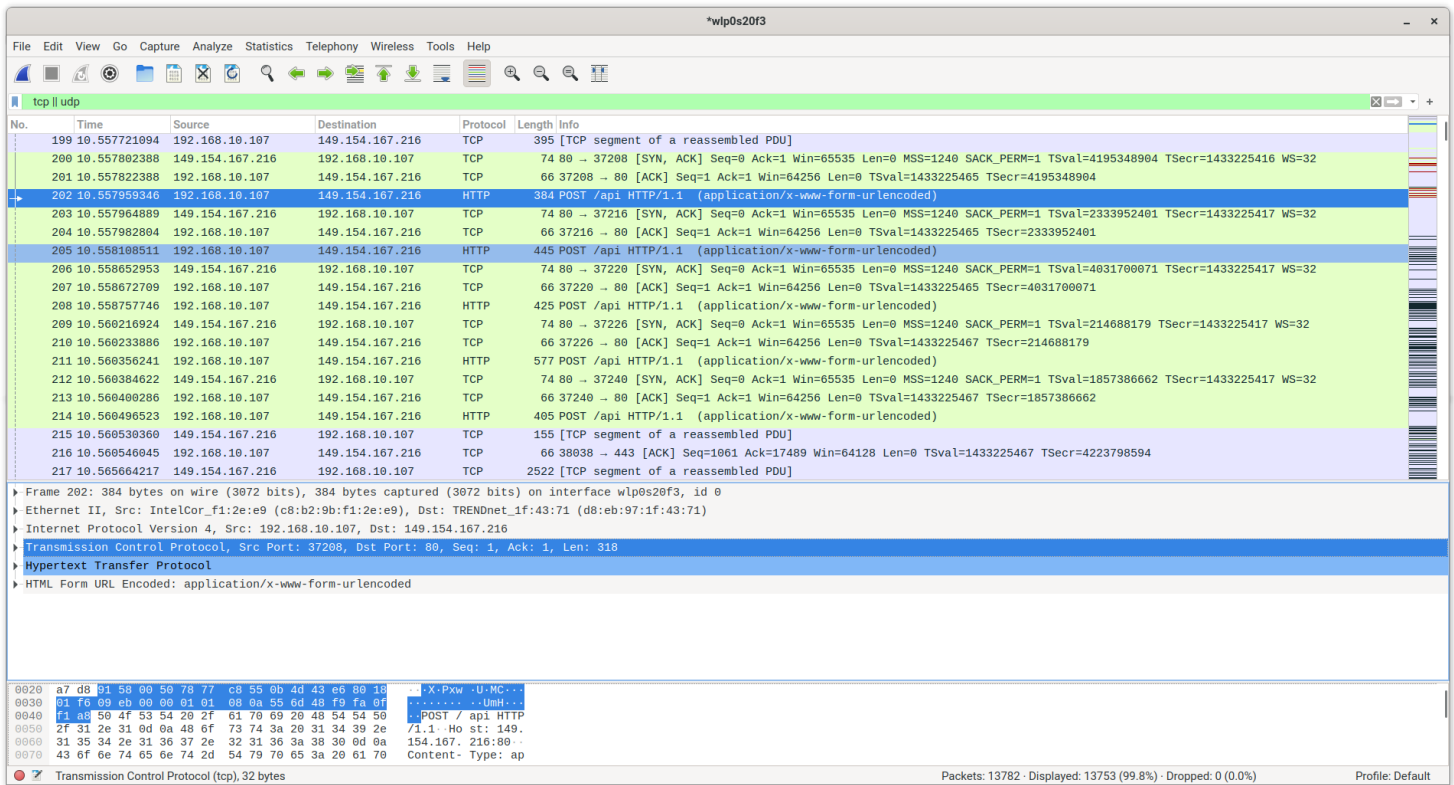 *wlp0s20f3
File Edit View Go Capture Analyze Statistics Telephony Wireless Tools Help
tcp || udp
No. Time Source Destination Protocol Length Info
199 10.557721094 192.168.10.107 149.154.167.216 TCP 395 [TCP segment of a reassembled PDU]
200 10.557802388 149.154.167.216 192.168.10.107 TCP 74 80 → 37208 [SYN, ACK] Seq=0 Ack=1 Win=65535 Len=0 MSS=1240 SACK_PERM=1 TSval=4195348904 TSecr=1433225416 WS=32
201 10.557822388 192.168.10.107 149.154.167.216 TCP 66 37208 → 80 [ACK] Seq=1 Ack=1 Win=64256 Len=0 TSval=1433225465 TSecr=4195348904
202 10.557959346 192.168.10.107 149.154.167.216 HTTP 384 POST /api HTTP/1.1 (application/x-www-form-urlencoded)
203 10.557964889 149.154.167.216 192.168.10.107 TCP 74 80 → 37216 [SYN, ACK] Seq=0 Ack=1 Win=65535 Len=0 MSS=1240 SACK_PERM=1 TSval=2333952401 TSecr=1433225417 WS=32
204 10.557982804 192.168.10.107 149.154.167.216 TCP 66 37216 → 80 [ACK] Seq=1 Ack=1 Win=64256 Len=0 TSval=1433225465 TSecr=2333952401
205 10.558108511 192.168.10.107 149.154.167.216 HTTP 445 POST /api HTTP/1.1 (application/x-www-form-urlencoded)
206 10.558652953 149.154.167.216 192.168.10.107 TCP 74 80 → 37220 [SYN, ACK] Seq=0 Ack=1 Win=65535 Len=0 MSS=1240 SACK_PERM=1 TSval=4031700071 TSecr=1433225417 WS=32
207 10.558672709 192.168.10.107 149.154.167.216 TCP 66 37220 → 80 [ACK] Seq=1 Ack=1 Win=64256 Len=0 TSval=1433225465 TSecr=4031700071
208 10.558757746 192.168.10.107 149.154.167.216 HTTP 425 POST /api HTTP/1.1 (application/x-www-form-urlencoded)
209 10.560216924 149.154.167.216 192.168.10.107 TCP 74 80 → 37226 [SYN, ACK] Seq=0 Ack=1 Win=65535 Len=0 MSS=1240 SACK_PERM=1 TSval=214688179 TSecr=1433225417 WS=32
210 10.560233886 192.168.10.107 149.154.167.216 TCP 66 37226 → 80 [ACK] Seq=1 Ack=1 Win=64256 Len=0 TSval=1433225467 TSecr=214688179
211 10.560356241 192.168.10.107 149.154.167.216 HTTP 577 POST /api HTTP/1.1 (application/x-www-form-urlencoded)
212 10.560384622 149.154.167.216 192.168.10.107 TCP 74 80 → 37240 [SYN, ACK] Seq=0 Ack=1 Win=65535 Len=0 MSS=1240 SACK_PERM=1 TSval=1857386662 TSecr=1433225417 WS=32
213 10.560400286 192.168.10.107 149.154.167.216 TCP 66 37240 → 80 [ACK] Seq=1 Ack=1 Win=64256 Len=0 TSval=1433225467 TSecr=1857386662
214 10.560496523 192.168.10.107 149.154.167.216 HTTP 405 POST /api HTTP/1.1 (application/x-www-form-urlencoded)
215 10.560530360 149.154.167.216 192.168.10.107 TCP 155 [TCP segment of a reassembled PDU]
216 10.560546045 192.168.10.107 149.154.167.216 TCP 66 38038 → 443 [ACK] Seq=1061 Ack=17489 Win=64128 Len=0 TSval=1433225467 TSecr=4223798594
217 10.565664217 149.154.167.216 192.168.10.107 TCP 2522 [TCP segment of a reassembled PDU]
Frame 202: 384 bytes on wire (3072 bits), 384 bytes captured (3072 bits) on interface wlp0s20f3, id 0
Ethernet II, Src: IntelCor_f1:2e:e9 (c8:b2:9b:f1:2e:e9), Dst: TRENDnet_1f:43:71 (d8:eb:97:1f:43:71)
Internet Protocol Version 4, Src: 192.168.10.107, Dst: 149.154.167.216
Transmission Control Protocol, Src Port: 37208, Dst Port: 80, Seq: 1, Ack: 1, Len: 318
Hypertext Transfer Protocol
HTML Form URL Encoded: application/x-www-form-urlencoded
0020 a7 d8 91 58 00 50 78 77 c8 55 0b 4d 43 e6 80 18 ···X·Pxw ·U·MC···
0030 01 f6 09 eb 00 00 01 01 08 0a 55 6d 48 f9 fa 0f ········ ··UmH···
0040 f1 a8 50 4f 53 54 20 2f 61 70 69 20 48 54 54 50 ··POST / api HTTP
0050 2f 31 2e 31 0d 0a 48 6f 73 74 3a 20 31 34 39 2e /1.1··Ho st: 149.
0060 31 35 34 2e 31 36 37 2e 32 31 36 3a 38 30 0d 0a 154.167. 216:80··
0070 43 6f 6e 74 65 6e 74 2d 54 79 70 65 3a 20 61 70 Content- Type: ap
Transmission Control Protocol (tcp), 32 bytes Packets: 13782 · Displayed: 13753 (99.8%) · Dropped: 0 (0.0%) Profile: Default